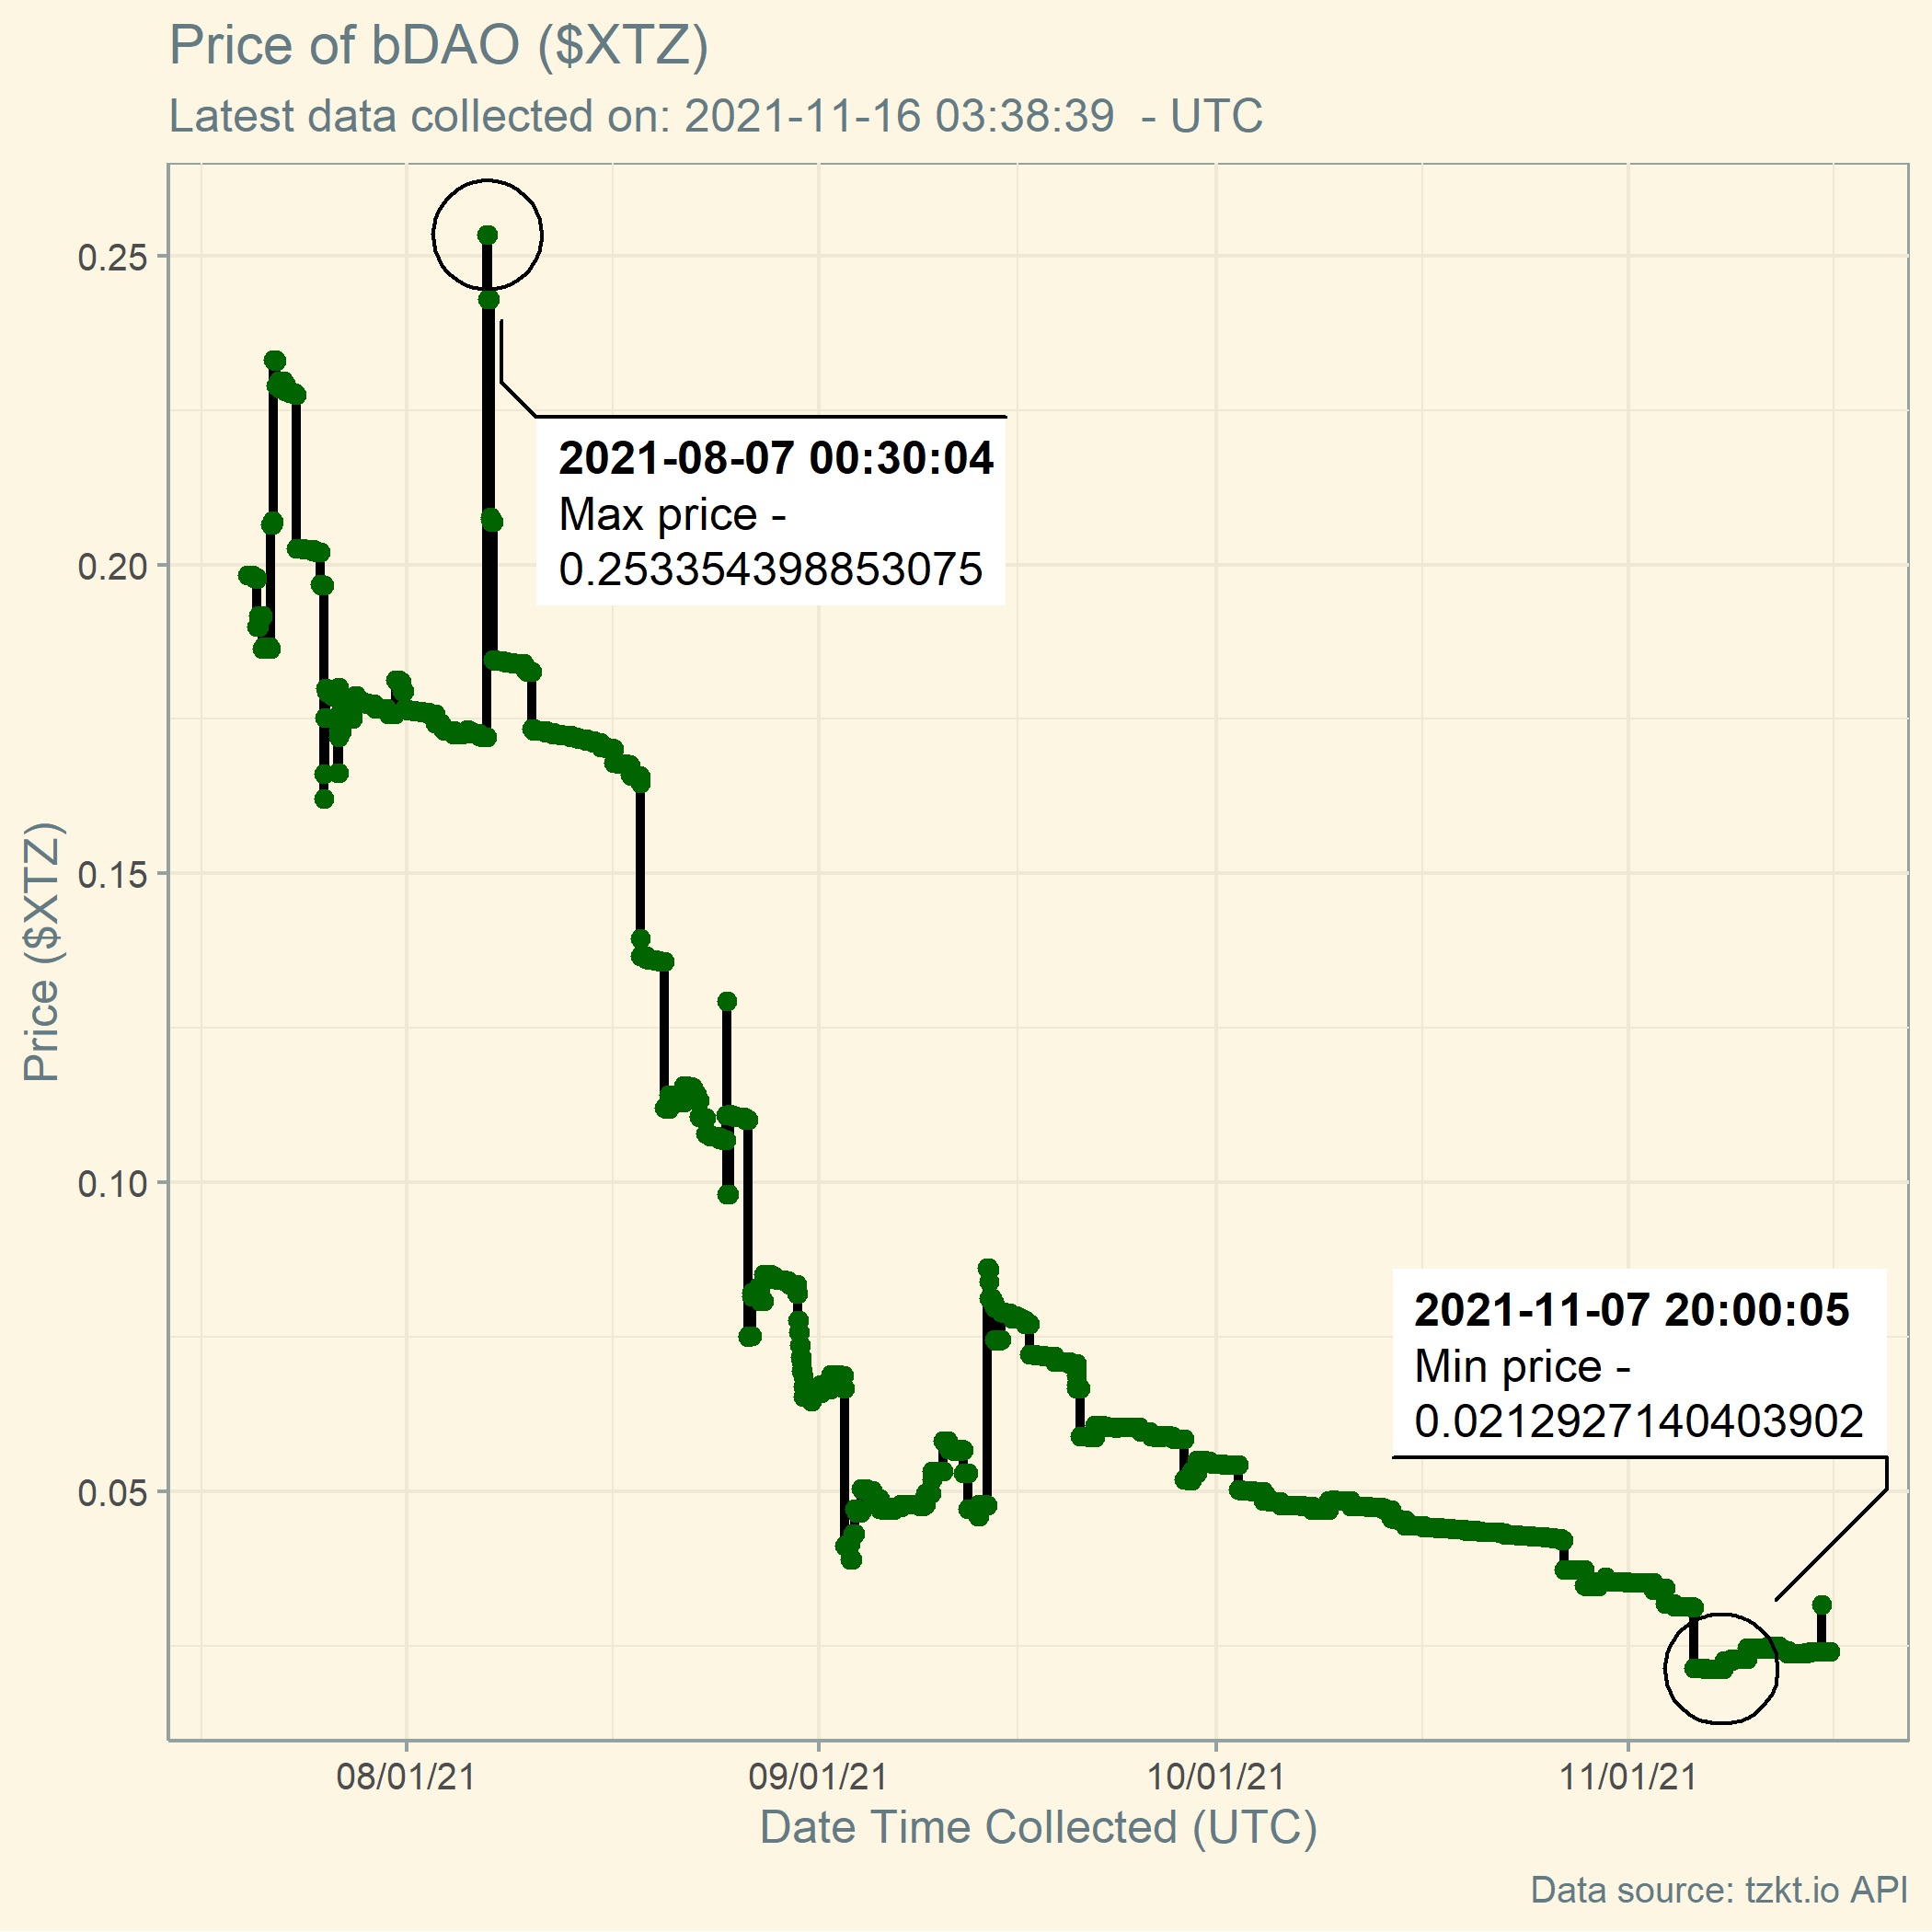 Price of bDAO ($XTZ)
Latest data collected on: 2021-11-16 03:38:39  - UTC
0.25
0.20
0.15
0.10
0.05
Price ($XTZ)
2021-08-07 00:30:04
Max price -
0.253354398853075
2021-11-07 20:00:05
Min price -
0.0212927140403902
08/01/21
09/01/21
10/01/21
11/01/21
Date Time Collected (UTC)
Data source: tzkt.io API